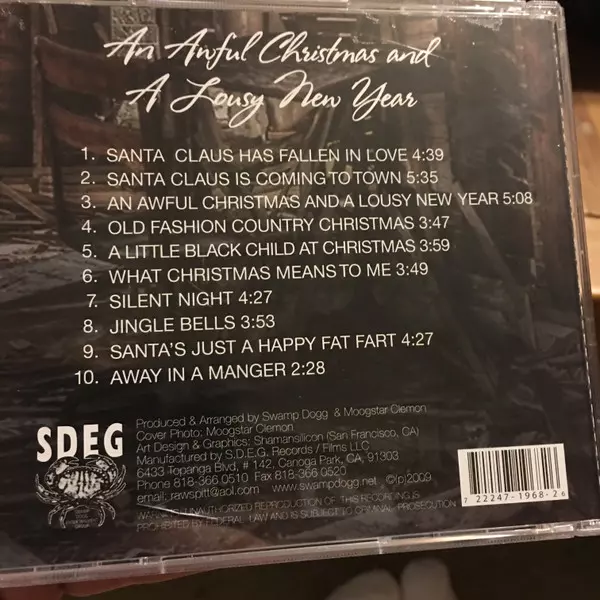 An Awful Christmas and
A Lousy New Year
1. SANTA CLAUS HAS FALLEN IN LOVE 4:39
2. SANTA CLAUS IS COMING TO TOWN 5:35
3. AN AWFUL CHRISTMAS AND A LOUSY NEW YEAR 5:08
4. OLD FASHION COUNTRY CHRISTMAS 3:47
5. A LITTLE BLACK CHILD AT CHRISTMAS 3:59
6. WHAT CHRISTMAS MEANS TO ME 3:49
7. SILENT NIGHT 4:27
8. JINGLE BELLS 3:53
9. SANTA'S JUST A HAPPY FAT FART 4:27
10. AWAY IN A MANGER 2:28
SDEG
Produced & Arranged by Swamp Dogg & Moogstar Clemon
Cover Photo: Moogstar Clemon
Art Design & Graphics: Shamansilicon (San Francisco, CA)
Manufactured by S.D.E.G. Records / Films LLC
6433 Topanga Blvd, # 142, Canoga Park, CA, 91303
Phone 818-366 0510 Fax 818-366 0520
email: rawspitt@aol.com www.swampdogg.net ©(p)2009
WARNING: UNAUTHORIZED REPRODUCTION OF THIS RECORDING IS
PROHIBITED BY FEDERAL LAW AND IS SUBJECT TO CRIMINAL PROSECUTION
7 22247-1968-2 6